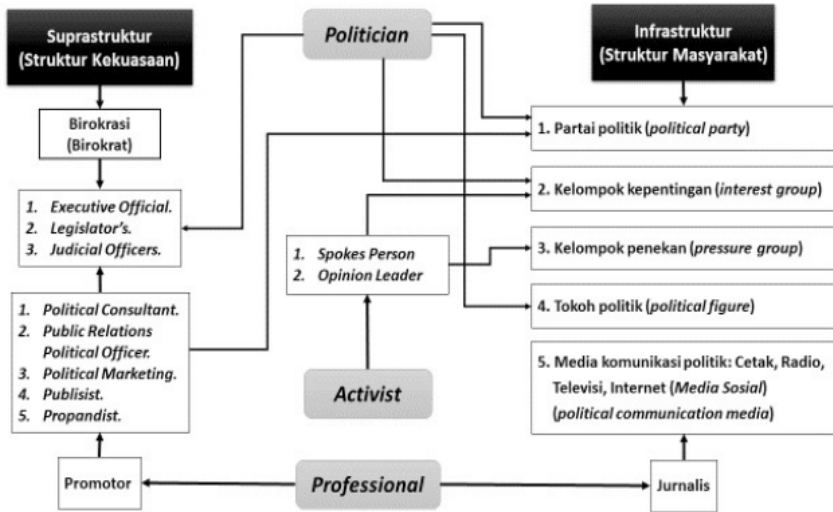 Suprastruktur
(Struktur Kekuasaan)
Politician
Infrastruktur
(Struktur Masyarakat)
Birokrasi
(Birokrat)
1. Partai politik (political party)
1. Executive Official.
2. Legislator's.
3. Judicial Officers.
2. Kelompok kepentingan (interest group)
1. Spokes Person
2. Opinion Leader
3. Kelompok penekan (pressure group)
4. Tokoh politik (political figure)
1. Political Consultant.
2. Public Relations
Political Officer.
3. Political Marketing.
4. Publisist.
5. Propandist.
Activist
5. Media komunikasi politik: Cetak, Radio,
Televisi, Internet (Media Sosial)
(political communication media)
Promotor
Professional
Jurnalis